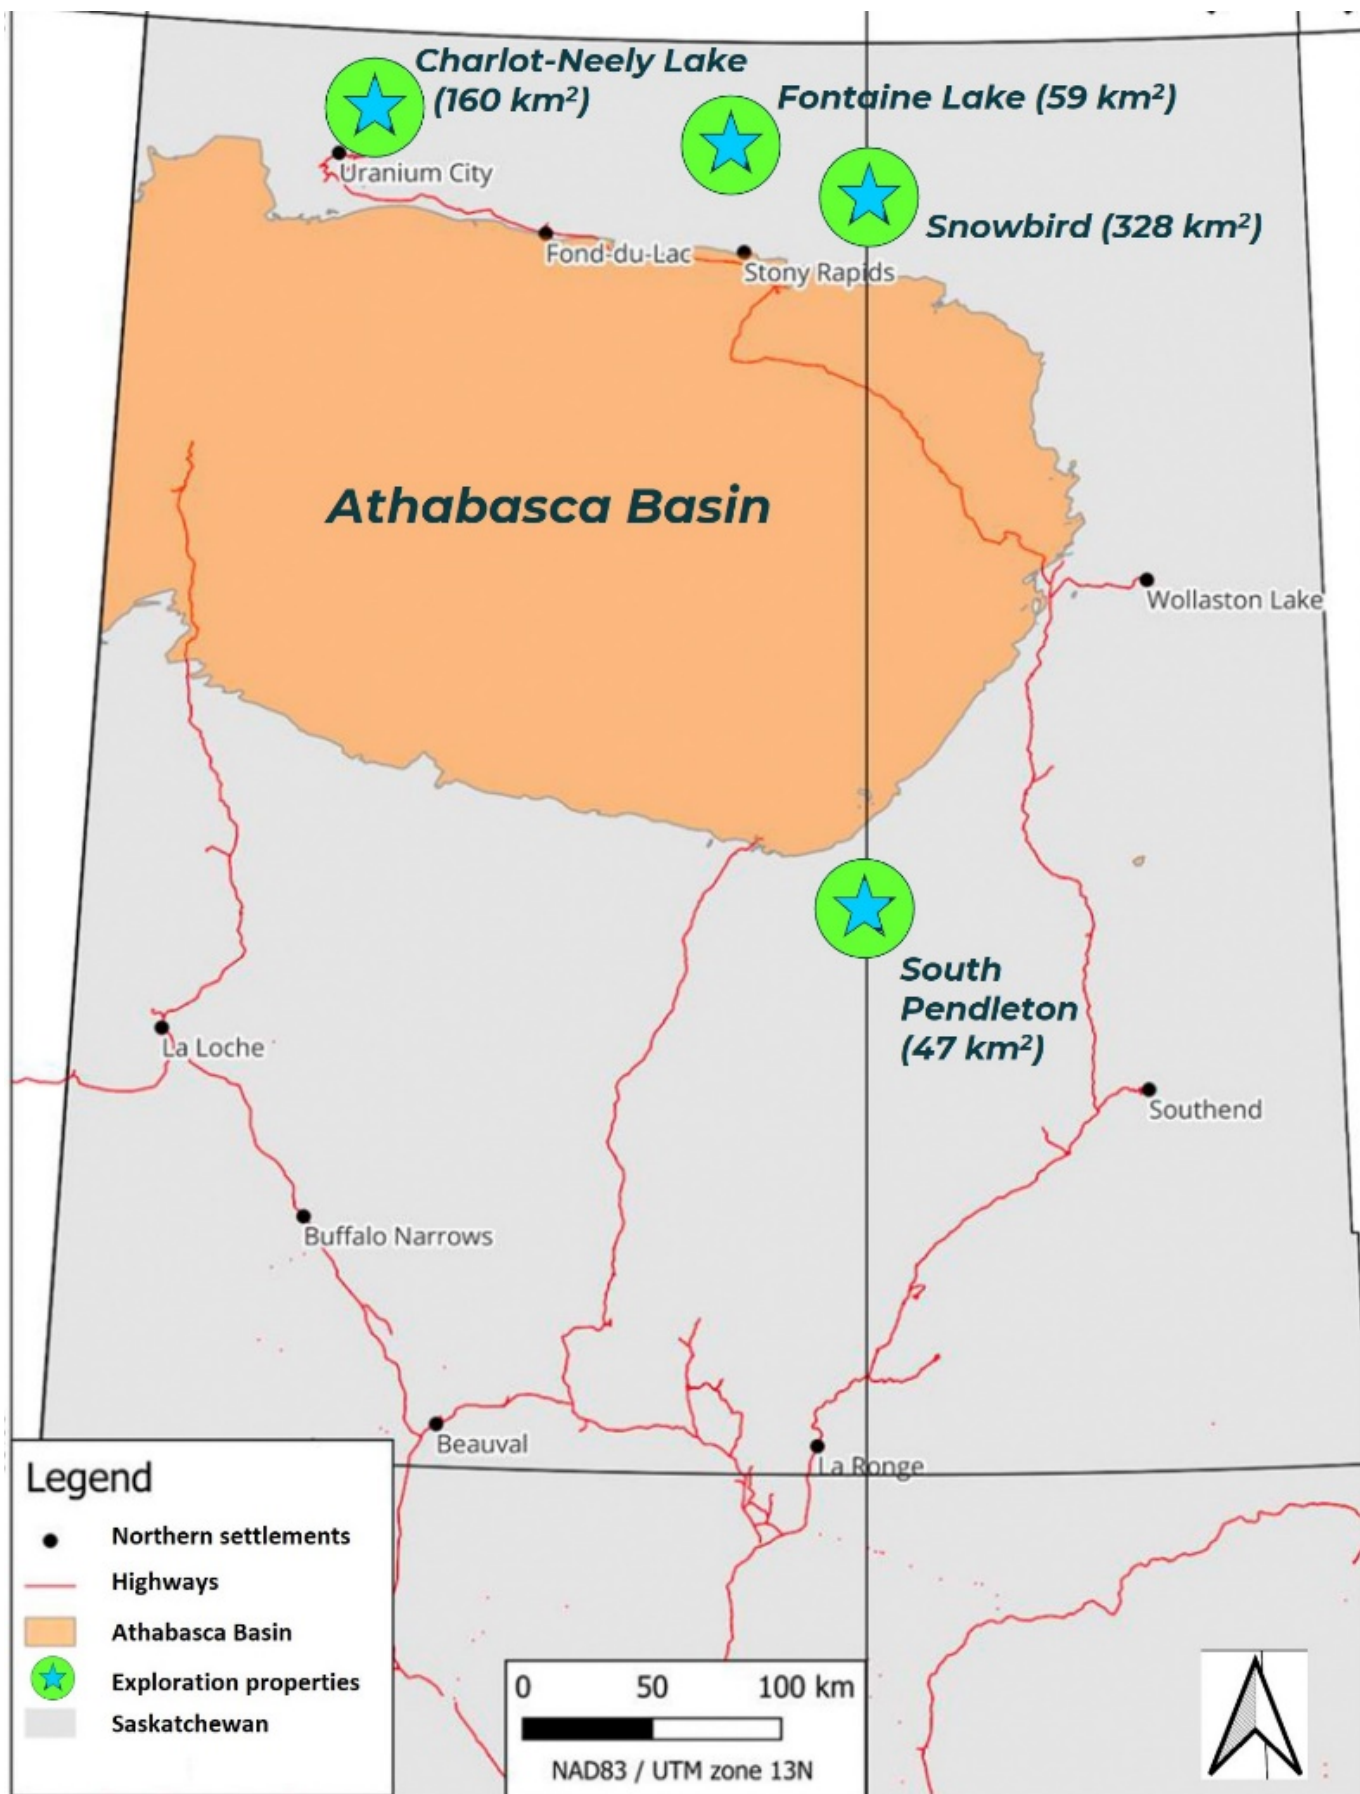 Charlot-Neely Lake
(160 km²)
Fontaine Lake (59 km²)
Uranium City
Snowbird (328 km²)
Fond-du-Lac
Stony Rapids
Athabasca Basin
Wollaston Lake
South
Pendleton
(47 km²)
La Loche
Southend
Buffalo Narrows
Beauval
La Ronge
Legend
Northern settlements
Highways
Athabasca Basin
Exploration properties
Saskatchewan
0 50 100 km
NAD83 / UTM zone 13N